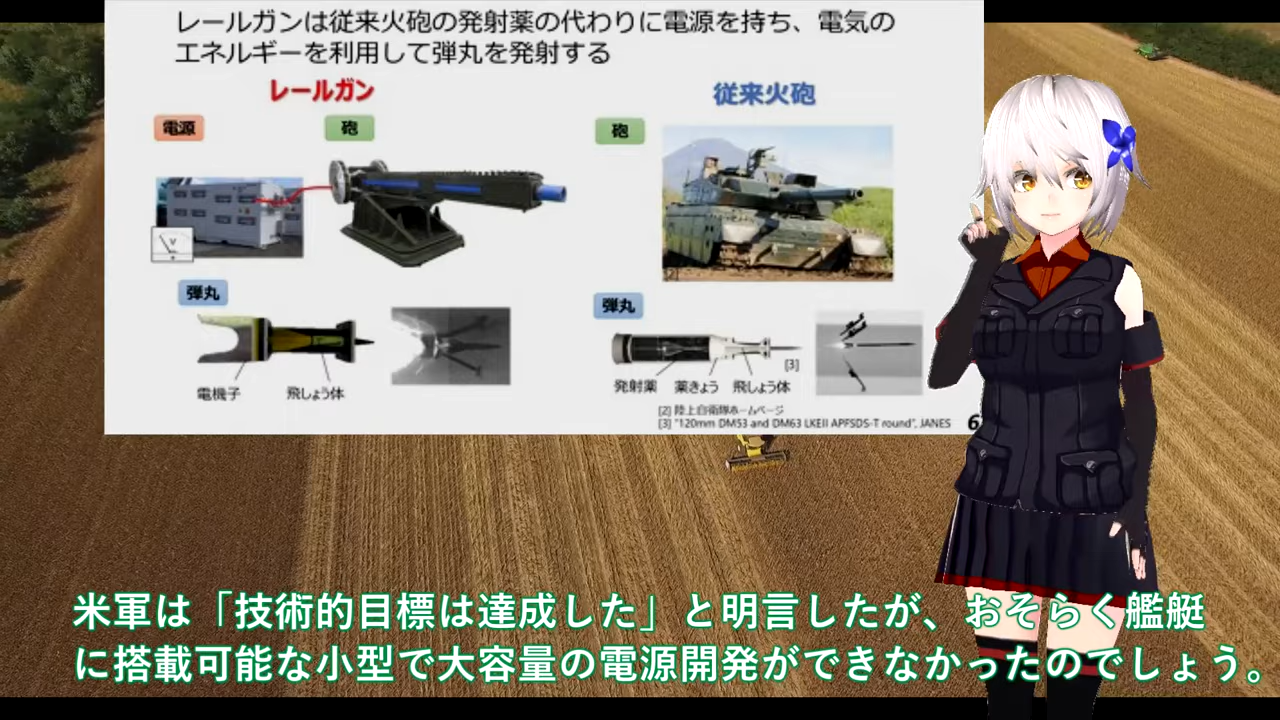 レールガンは従来火砲の発射薬の代わりに電源を持ち、電気の
エネルギーを利用して弾丸を発射する
レールガン
従来火砲
電源
砲
砲
V
[2]
弾丸
弾丸
電機子
飛しょう体
発射薬
薬きょう
飛しょう体
[3]
[2] 陸上自衛隊ホームページ
[3] "120mm DM53 and DM63 LKEII APFSDS-T round", JANES
6
米軍は「技術的目標は達成した」と明言したが、おそらく艦艇
に搭載可能な小型で大容量の電源開発ができなかったのでしょう。